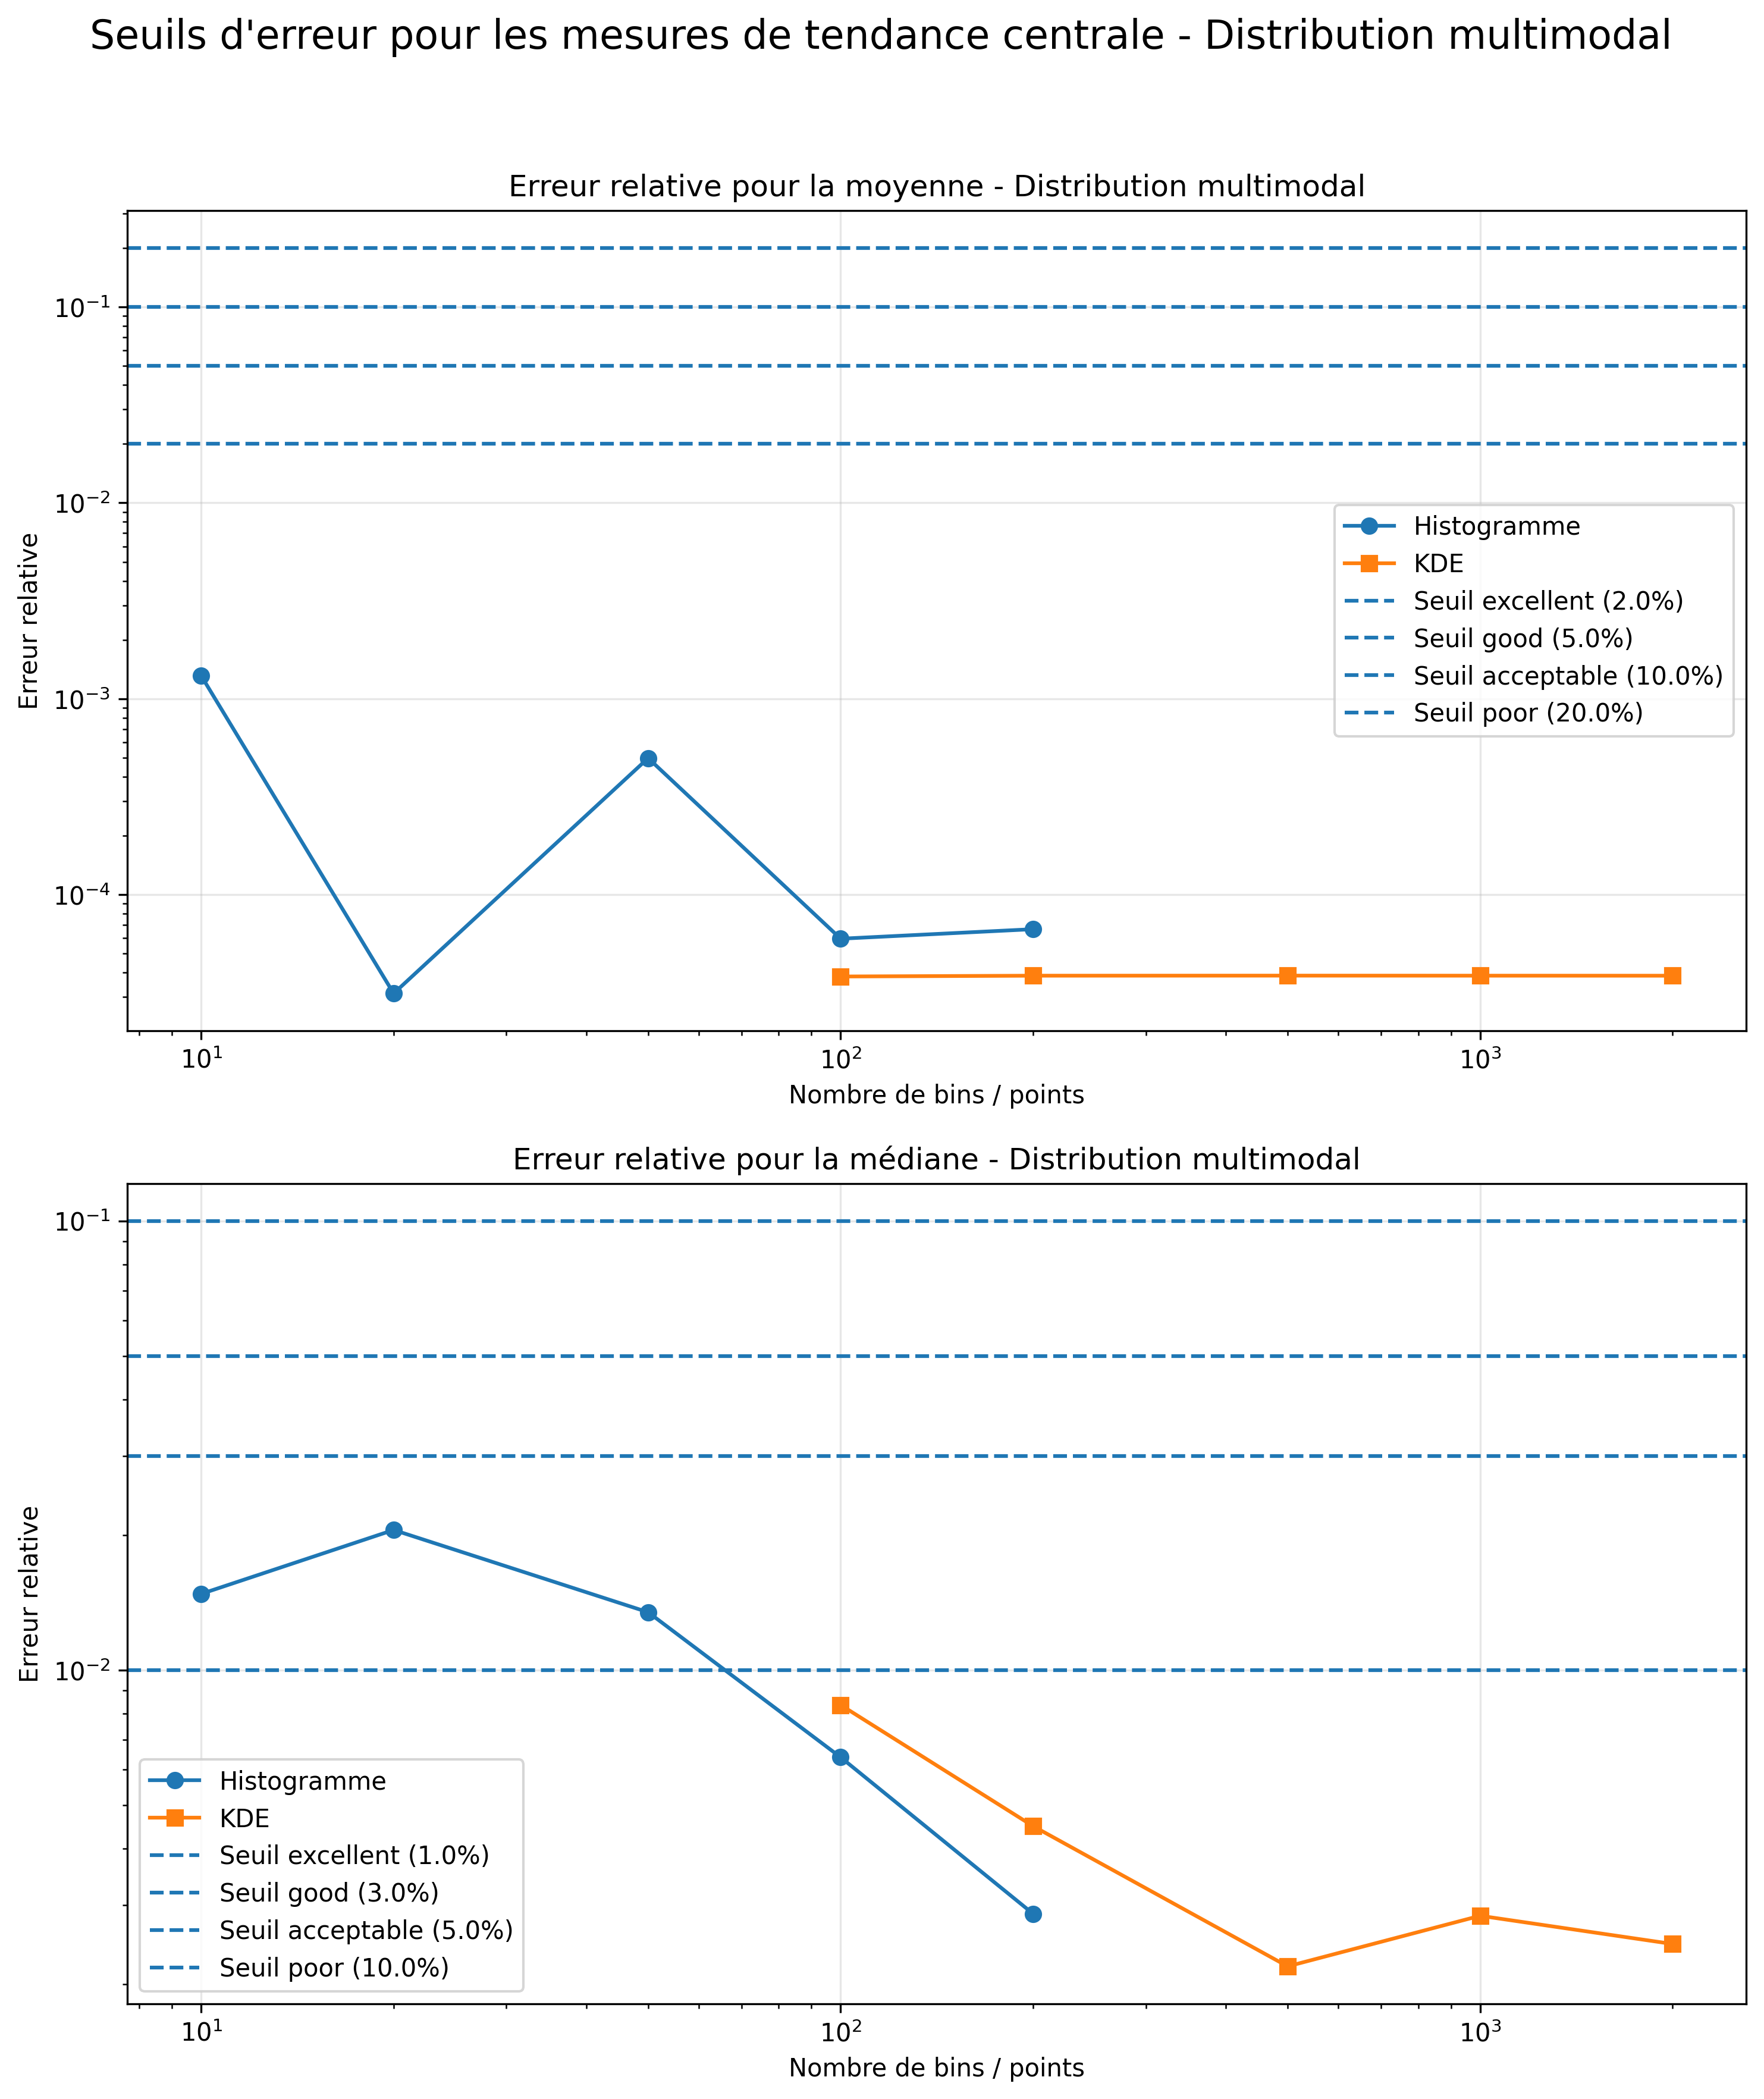 Seuils d'erreur pour les mesures de tendance centrale - Distribution multimodal
Erreur relative pour la moyenne - Distribution multimodal
Erreur relative
10⁻¹
10⁻²
10⁻³
10⁻⁴
Histogramme
KDE
Seuil excellent (2.0%)
Seuil good (5.0%)
Seuil acceptable (10.0%)
Seuil poor (20.0%)
10¹ 10² 10³
Nombre de bins / points
Erreur relative pour la médiane - Distribution multimodal
Erreur relative
10⁻¹
10⁻²
Histogramme
KDE
Seuil excellent (1.0%)
Seuil good (3.0%)
Seuil acceptable (5.0%)
Seuil poor (10.0%)
10¹ 10² 10³
Nombre de bins / points